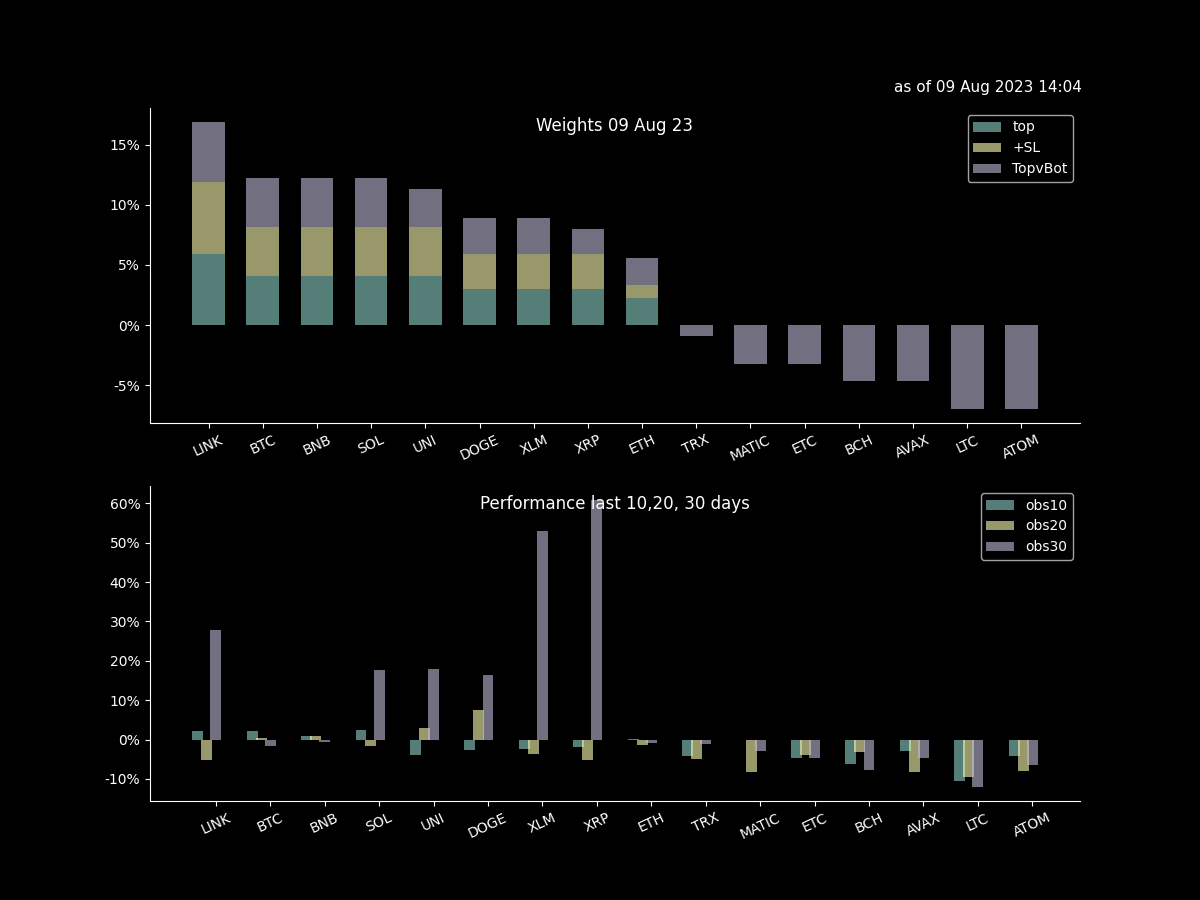 as of 09 Aug 2023 14:04
Weights 09 Aug 23
top
+SL
TopvBot
15%
10%
5%
0%
-5%
LINK BTC BNB SOL UNI DOGE XLM XRP ETH TRX MATIC ETC BCH AVAX LTC ATOM
Performance last 10,20, 30 days
obs10
obs20
obs30
60%
50%
40%
30%
20%
10%
0%
-10%
LINK BTC BNB SOL UNI DOGE XLM XRP ETH TRX MATIC ETC BCH AVAX LTC ATOM